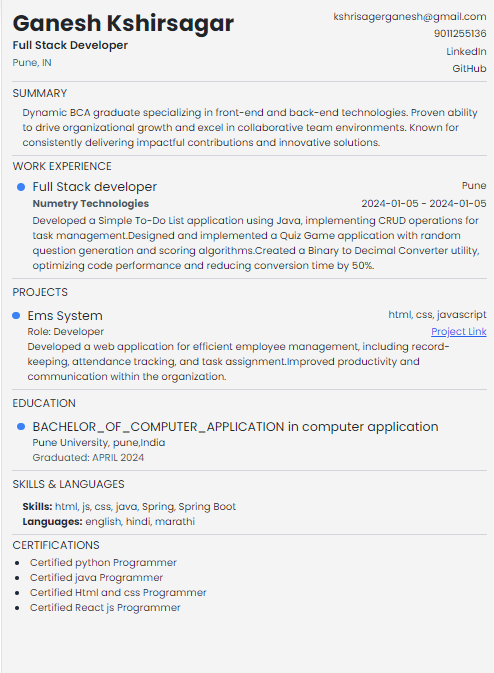 Ganesh Kshirsagar
kshrisagerganesh@gmail.com
Full Stack Developer
9011255136
Pune, IN
LinkedIn
GitHub
SUMMARY
Dynamic BCA graduate specializing in front-end and back-end technologies. Proven ability
to drive organizational growth and excel in collaborative team environments. Known for
consistently delivering impactful contributions and innovative solutions.
WORK EXPERIENCE
Full Stack developer
Pune
Numetry Technologies
2024-01-05 - 2024-01-05
Developed a Simple To-Do List application using Java, implementing CRUD operations for
task management.Designed and implemented a Quiz Game application with random
question generation and scoring algorithms.Created a Binary to Decimal Converter utility,
optimizing code performance and reducing conversion time by 50%.
PROJECTS
Ems System
html, css, javascript
Role: Developer
Project Link
Developed a web application for efficient employee management, including record-
keeping, attendance tracking, and task assignment.Improved productivity and
communication within the organization.
EDUCATION
BACHELOR_OF_COMPUTER_APPLICATION in computer application
Pune University, pune,India
Graduated: APRIL 2024
SKILLS & LANGUAGES
Skills: html, js, css, java, Spring, Spring Boot
Languages: english, hindi, marathi
CERTIFICATIONS
Certified python Programmer
Certified java Programmer
Certified Html and css Programmer
Certified React js Programmer